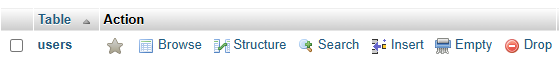 Table Action
users Browse Structure Search Insert Empty Drop